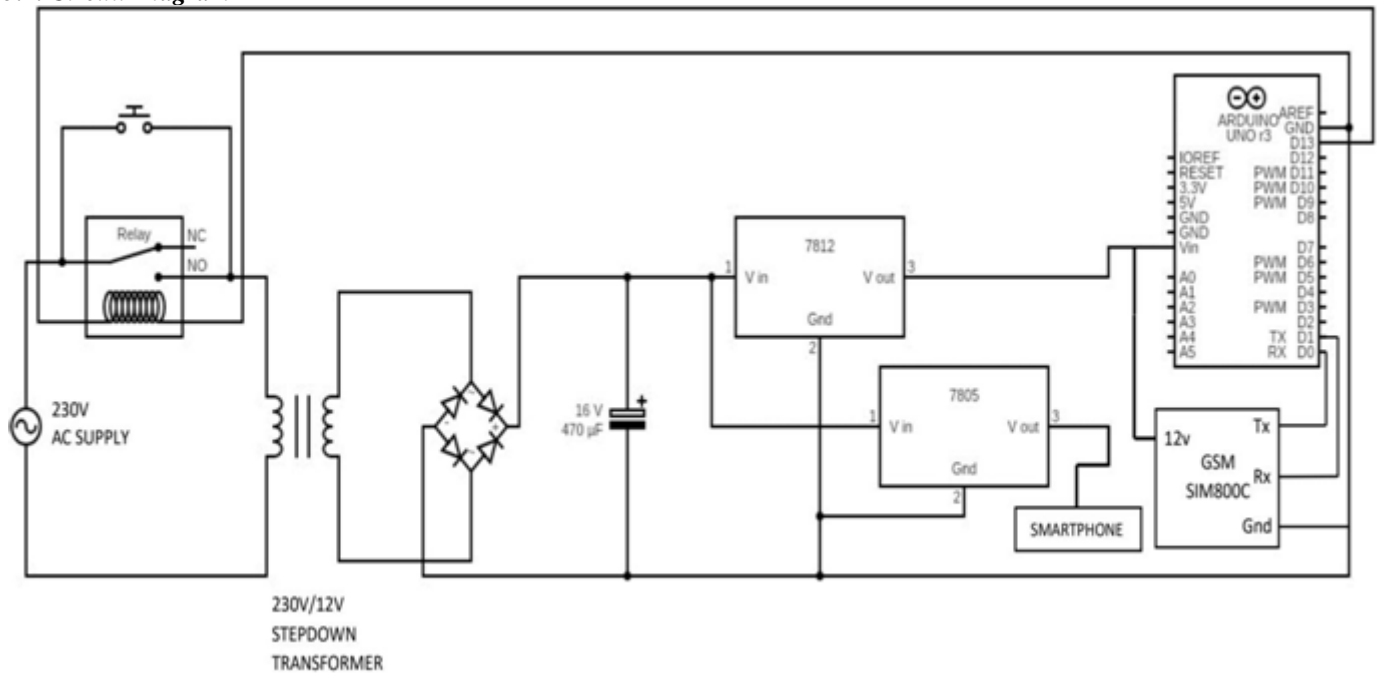 Relay
NC
NO
230V
AC SUPPLY
230V/12V
STEPDOWN
TRANSFORMER
~
-
+
~
16 V
470 µF
+
1
V in
7812
V out
3
Gnd
2
1
V in
7805
V out
3
Gnd
2
SMARTPHONE
ARDUINO
UNO r3
IOREF
RESET
3.3V
5V
GND
GND
Vin
A0
A1
A2
A3
A4
A5
AREF
GND
D13
D12
PWM D11
PWM D10
PWM D9
D8
D7
PWM D6
PWM D5
D4
PWM D3
D2
TX D1
RX D0
12v
GSM
SIM800C
Tx
Rx
Gnd